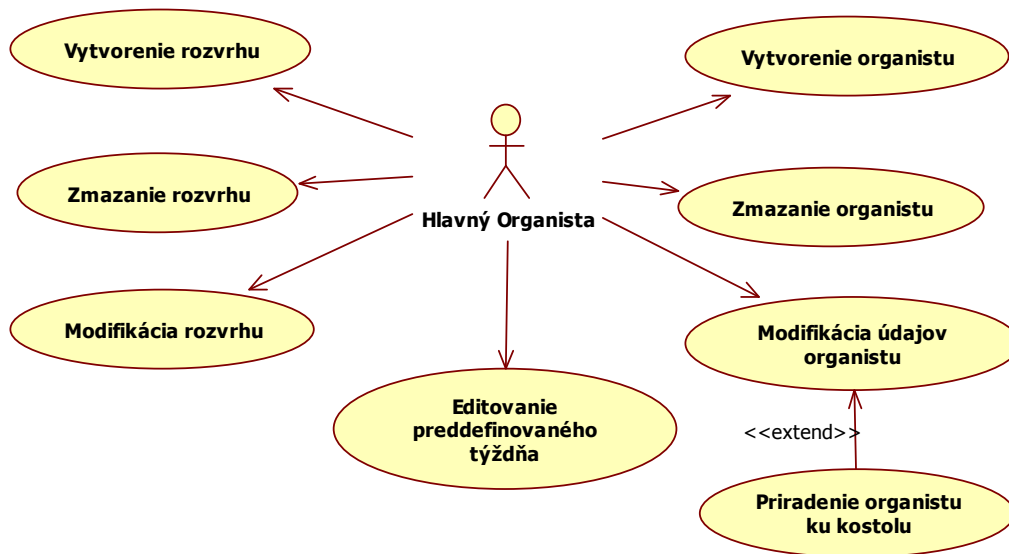 Vytvorenie rozvrhu
Vytvorenie organistu
Zmazanie rozvrhu
Zmazanie organistu
Hlavný Organista
Modifikácia rozvrhu
Modifikácia údajov
organistu
Editovanie
preddefinovaného
týždňa
<<extend>>
Priradenie organistu
ku kostolu